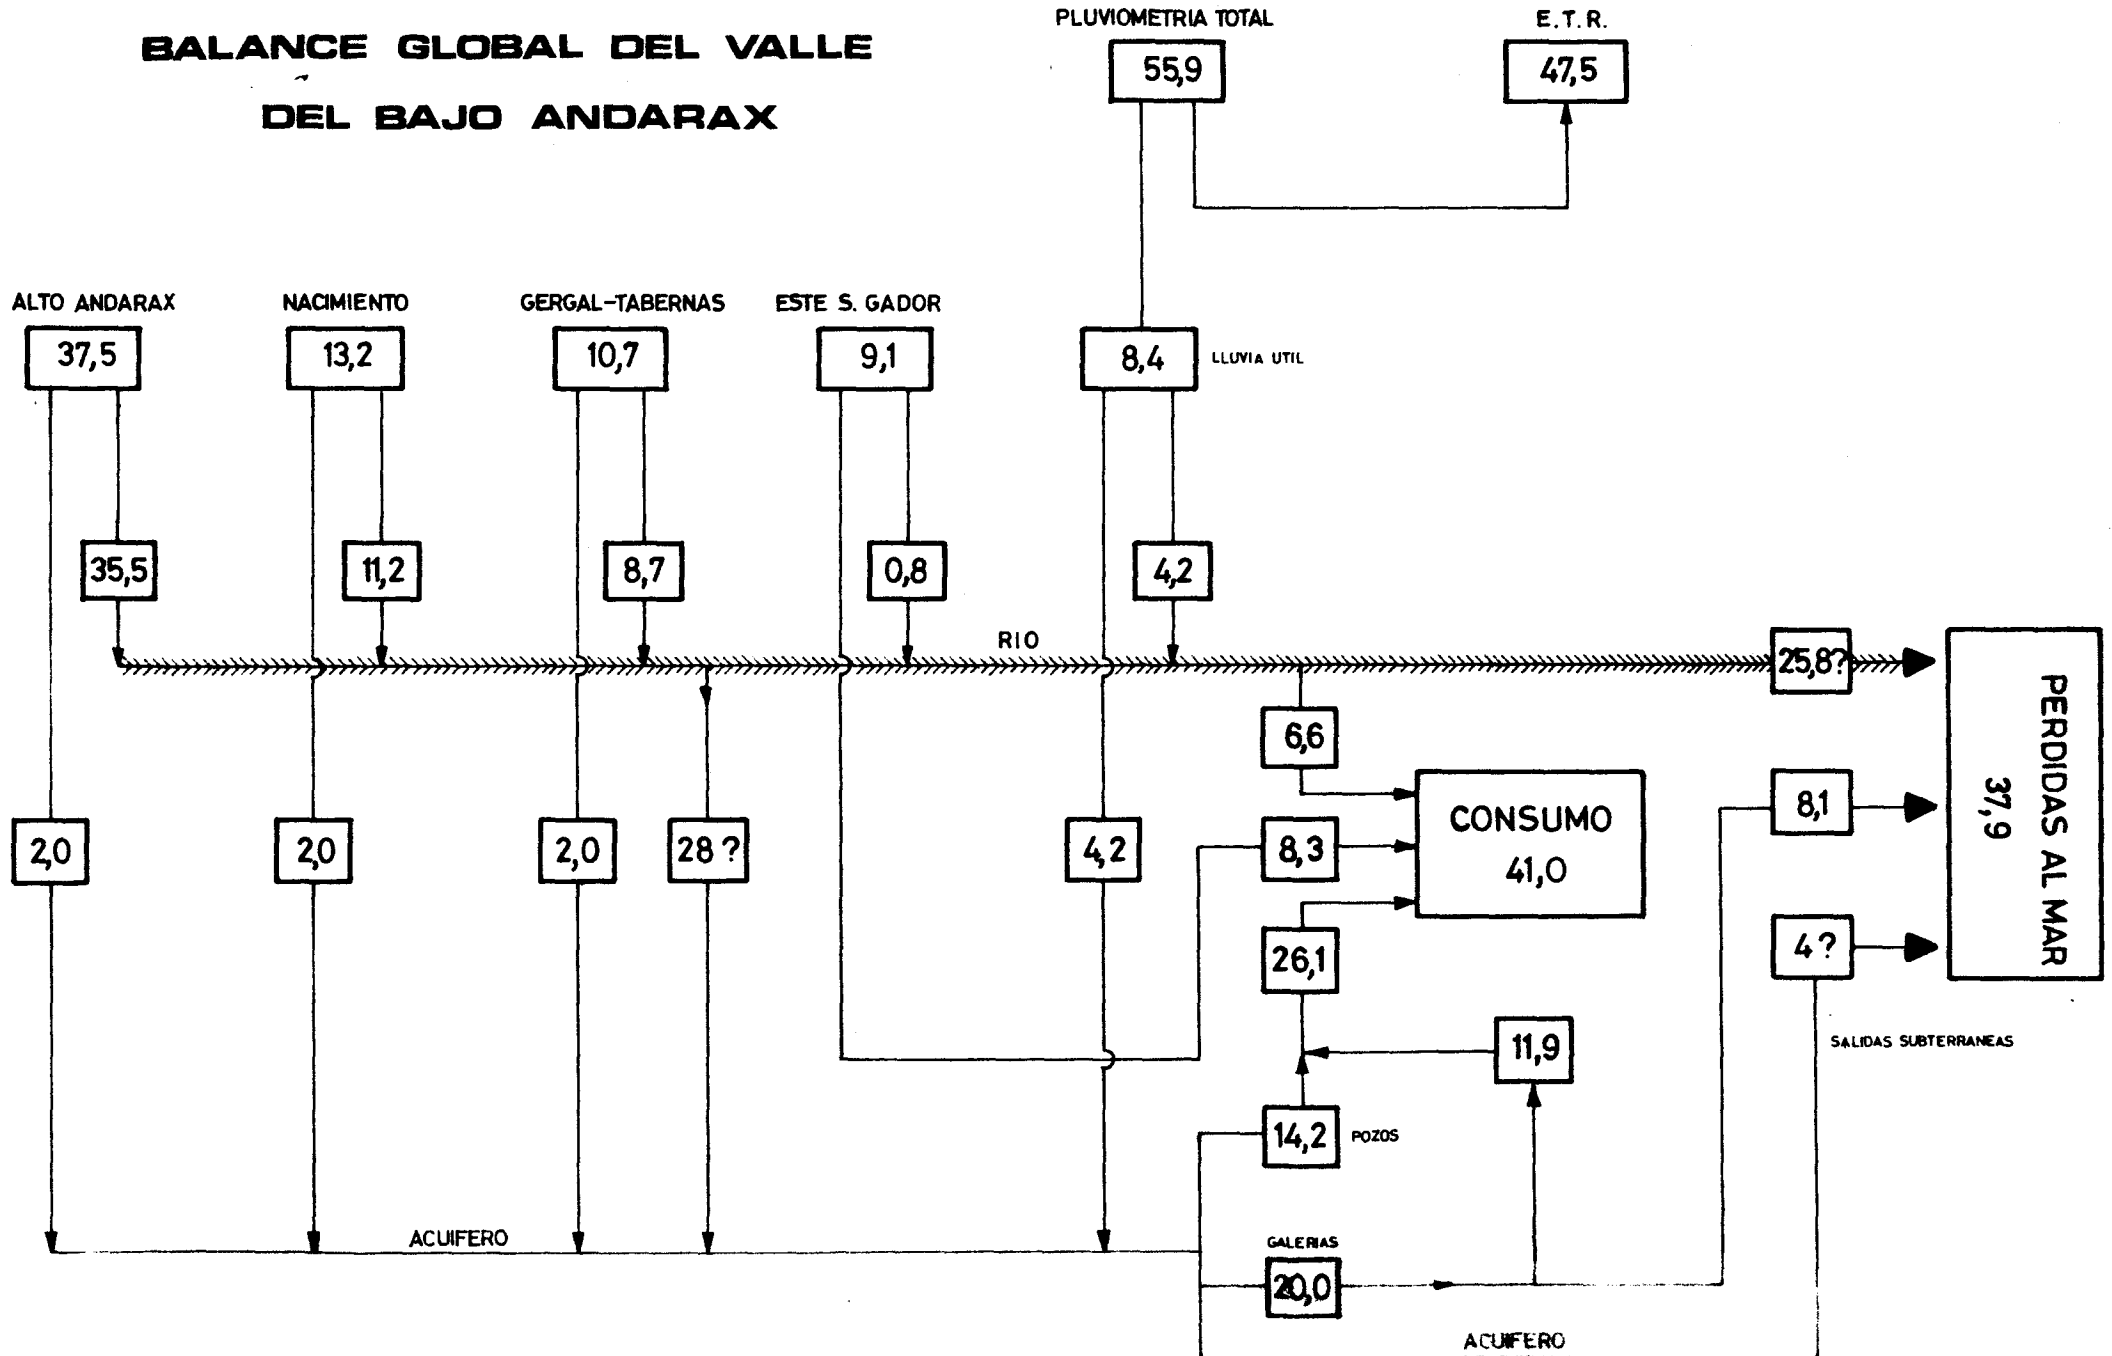 BALANCE GLOBAL DEL VALLE
DEL BAJO ANDARAX
PLUVIOMETRIA TOTAL
55,9
E.T.R.
47,5
ALTO ANDARAX
37,5
NACIMIENTO
13,2
GERGAL-TABERNAS
10,7
ESTE S. GADOR
9,1
8,4
LLUVIA UTIL
35,5
11,2
8,7
0,8
4,2
RIO
25,8?
6,6
PERDIDAS AL MAR
37,9
2,0
2,0
2,0
28 ?
4,2
8,3
CONSUMO
41,0
8,1
26,1
4 ?
11,9
SALIDAS SUBTERRANEAS
14,2
POZOS
ACUIFERO
GALERIAS
20,0
ACUIFERO